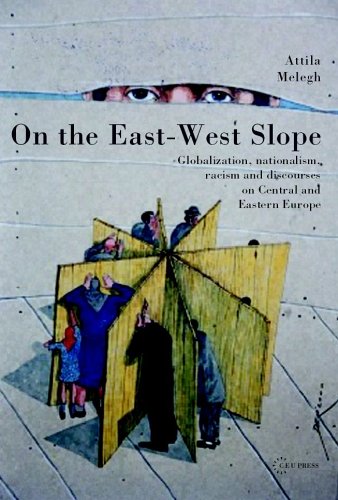 Attila
Melegh
On the East-West Slope
Globalization, nationalism,
racism and discourses
on Central and
Eastern Europe
CEU PRESS